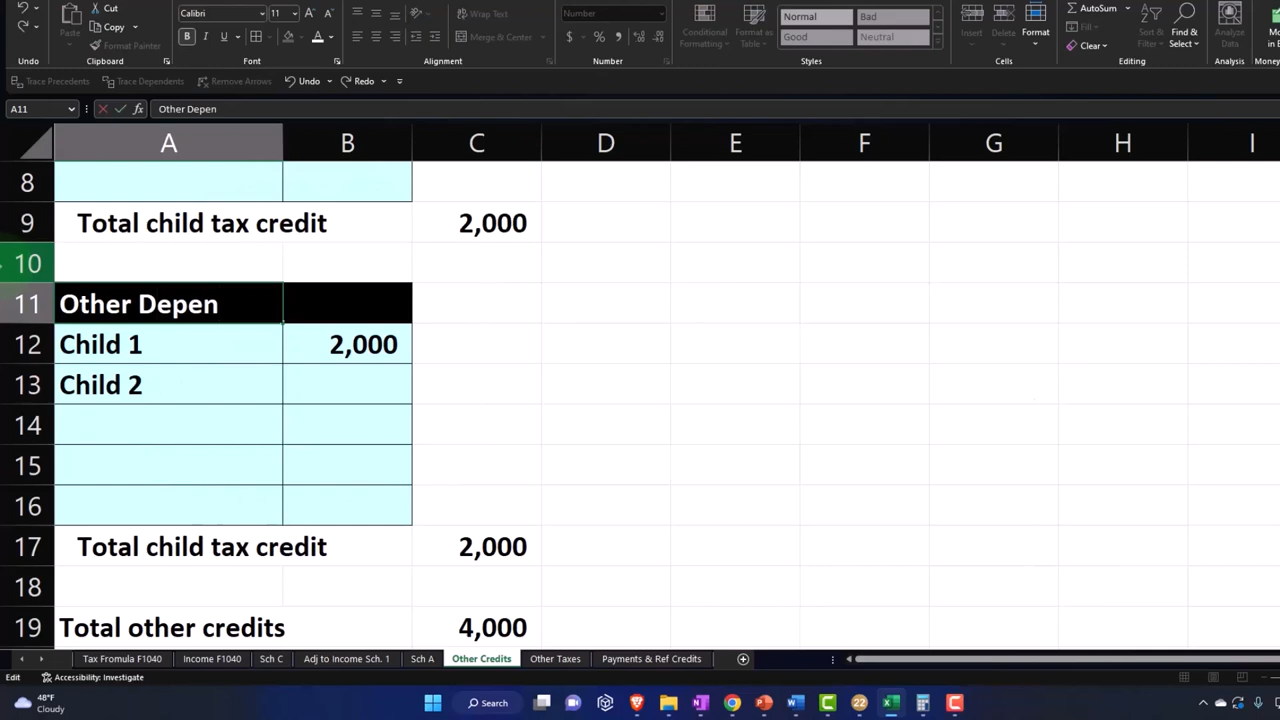 Cut
Copy
Paste
Format Painter
Undo
Clipboard
Calibri
11
B I U
Font
Wrap Text
Merge & Center
Alignment
Number
Number
Conditional Formatting
Format as Table
Normal
Bad
Good
Neutral
Styles
Insert
Delete
Format
Cells
AutoSum
Fill
Clear
Sort & Filter
Find & Select
Editing
Analyze Data
Analysis
Trace Precedents
Trace Dependents
Remove Arrows
Undo
Redo
A11
Other Depen
A B C D E F G H I
8
9 Total child tax credit 2,000
10
11 Other Depen
12 Child 1 2,000
13 Child 2
14
15
16
17 Total child tax credit 2,000
18
19 Total other credits 4,000
Tax Fromula F1040
Income F1040
Sch C
Adj to Income Sch. 1
Sch A
Other Credits
Other Taxes
Payments & Ref Credits
Edit
Accessibility: Investigate
48°F
Cloudy
Search
22